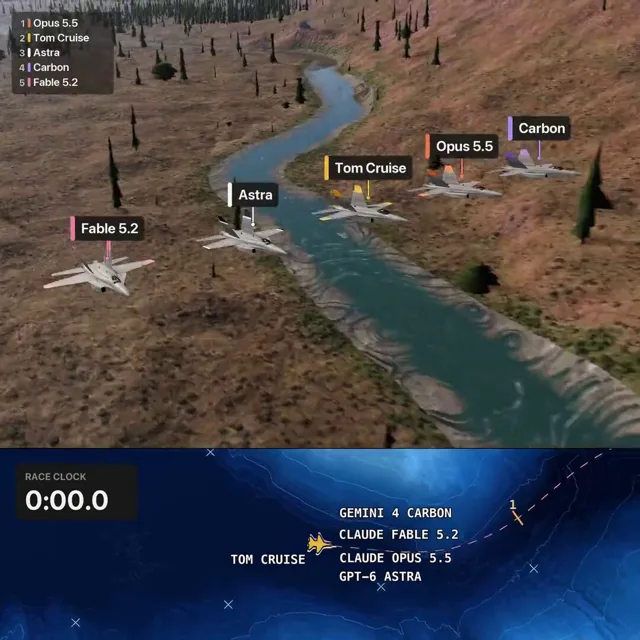 1 Opus 5.5
2 Tom Cruise
3 Astra
4 Carbon
5 Fable 5.2
Carbon
Opus 5.5
Tom Cruise
Astra
Fable 5.2
RACE CLOCK
0:00.0
1
GEMINI 4 CARBON
CLAUDE FABLE 5.2
TOM CRUISE
CLAUDE OPUS 5.5
GPT-6 ASTRA